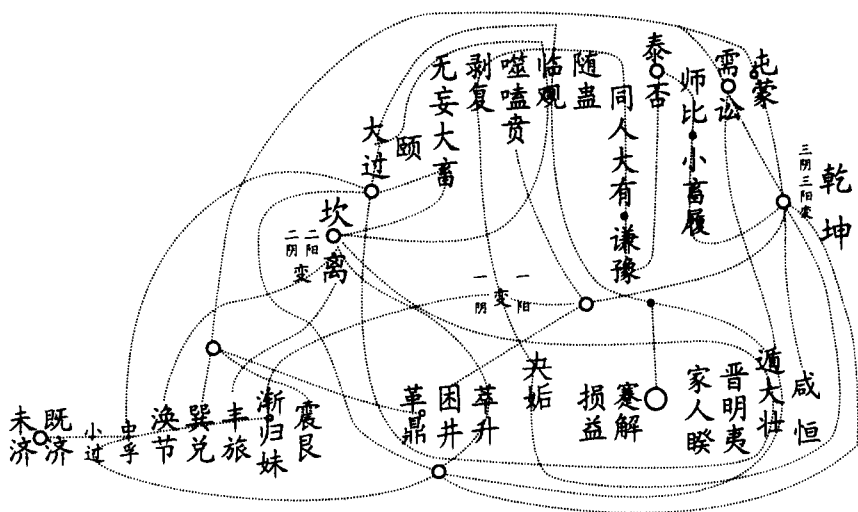 乾坤
三阴三阳变
屯蒙
需讼
师比小畜履
泰否
同人大有谦豫
随蛊
临观
噬嗑贲
剥复
无妄大畜
颐
大过
坎离
二阴二阳变
一阴一阳变
咸恒
遁大壮
晋明夷
家人睽
蹇解
损益
夬姤
萃升
困井
革鼎
震艮
渐归妹
丰旅
巽兑
涣节
中孚
小过
既济
未济